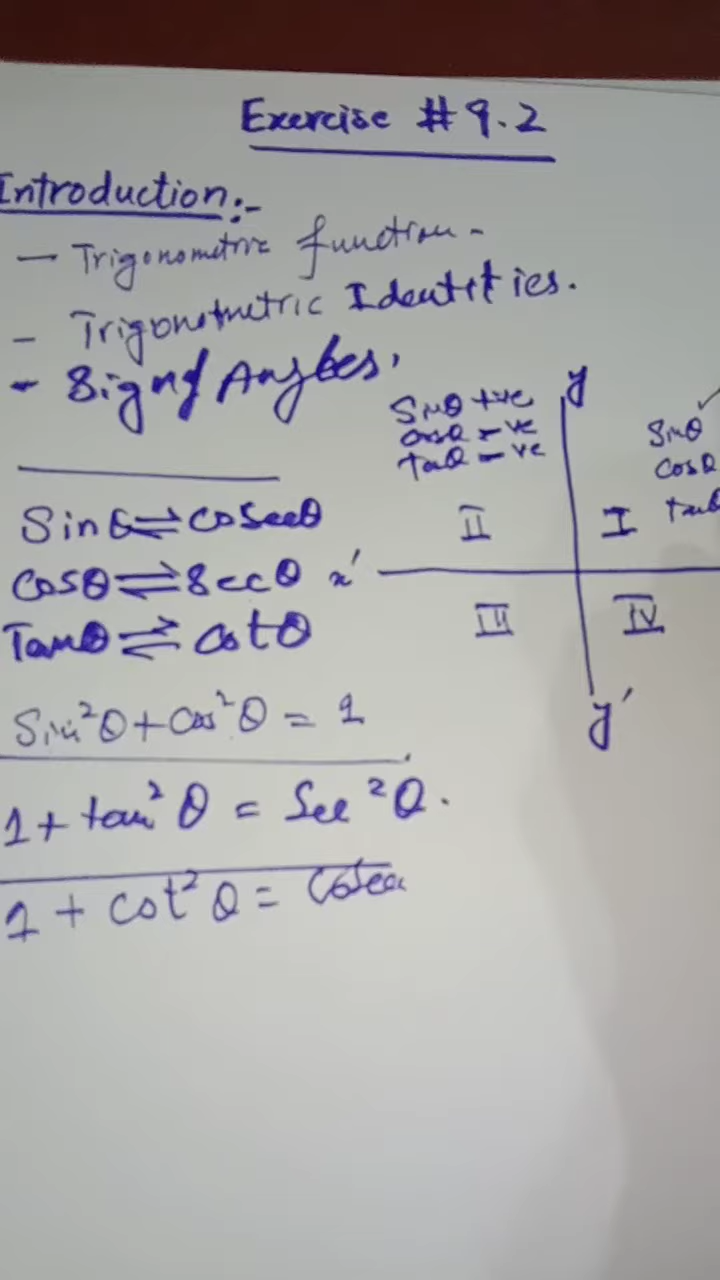 Exercise # 9.2
Introduction:-
- Trigonometric function -
- Trigonometric Identities.
- Sign of Angles,
Sinθ ⇌ Cosecθ
Cosθ ⇌ Secθ
Tanθ ⇌ Cotθ
Sin²θ + Cos²θ = 1
1 + tan²θ = Sec²θ.
1 + Cot²θ = Cosec
Sinθ +ve
Cosθ -ve
Tanθ - ve
y
Sinθ
Cosθ
Tanθ
II
I
x'
III
IV
y'